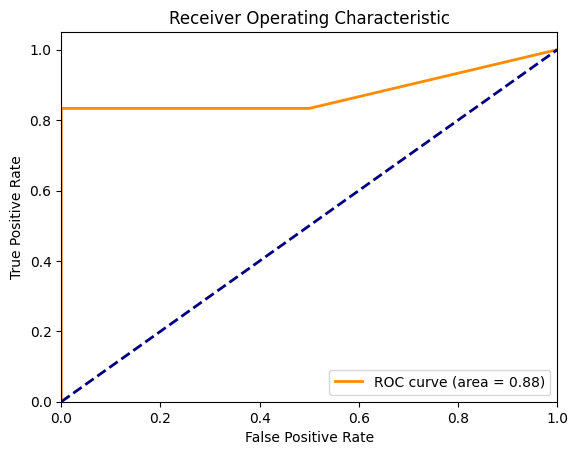 Receiver Operating Characteristic
True Positive Rate
1.0
0.8
0.6
0.4
0.2
0.0
ROC curve (area = 0.88)
0.0 0.2 0.4 0.6 0.8 1.0
False Positive Rate